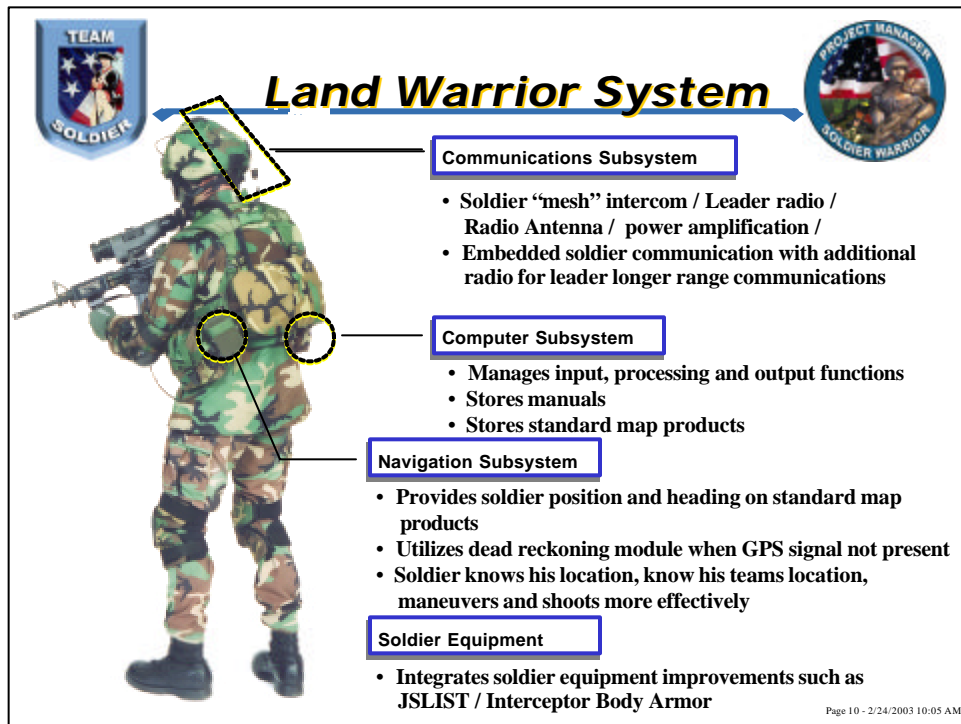 TEAM
SOLDIER
PROJECT MANAGER
SOLDIER WARRIOR
Land Warrior System
Communications Subsystem
• Soldier “mesh” intercom / Leader radio /
Radio Antenna / power amplification /
• Embedded soldier communication with additional
radio for leader longer range communications
Computer Subsystem
• Manages input, processing and output functions
• Stores manuals
• Stores standard map products
Navigation Subsystem
• Provides soldier position and heading on standard map
products
• Utilizes dead reckoning module when GPS signal not present
• Soldier knows his location, know his teams location,
maneuvers and shoots more effectively
Soldier Equipment
• Integrates soldier equipment improvements such as
JSLIST / Interceptor Body Armor
Page 10 - 2/24/2003 10:05 AM